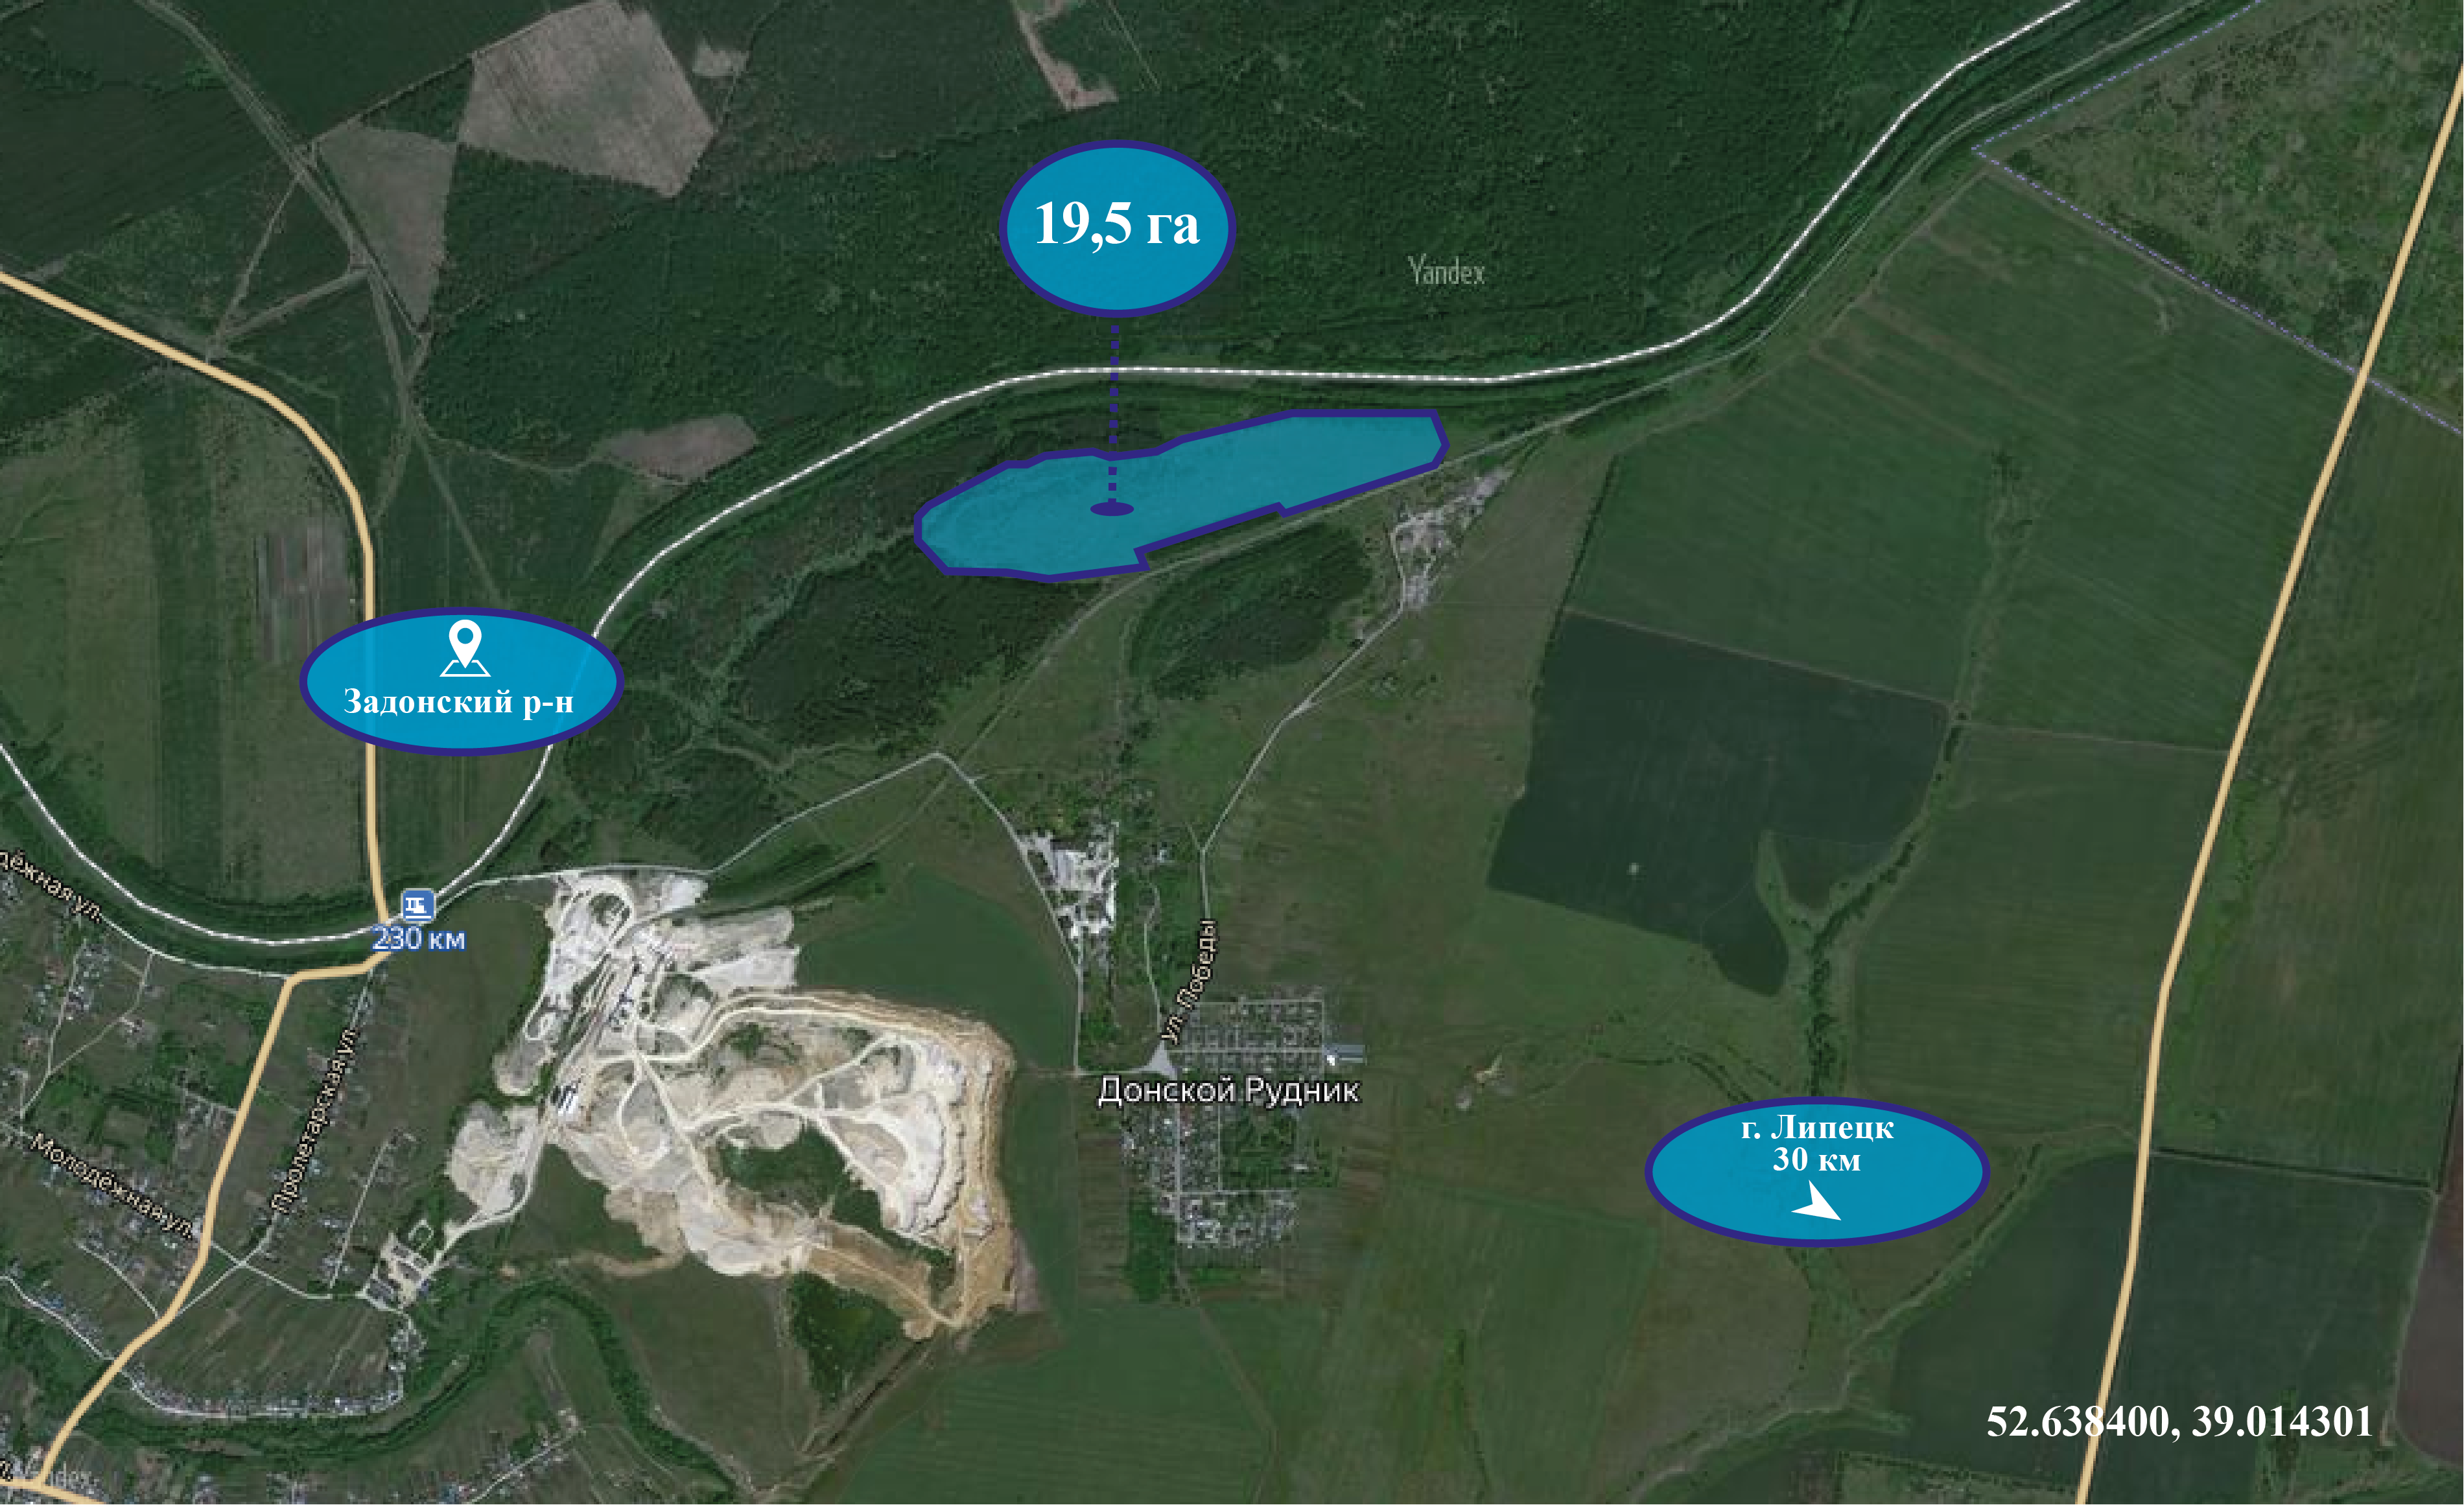 19,5 га
Yandex
Задонский р-н
230 км
ул. Победы
Пролетарская ул.
Донской Рудник
г. Липецк
30 км
Молодёжная ул.
52.638400, 39.014301